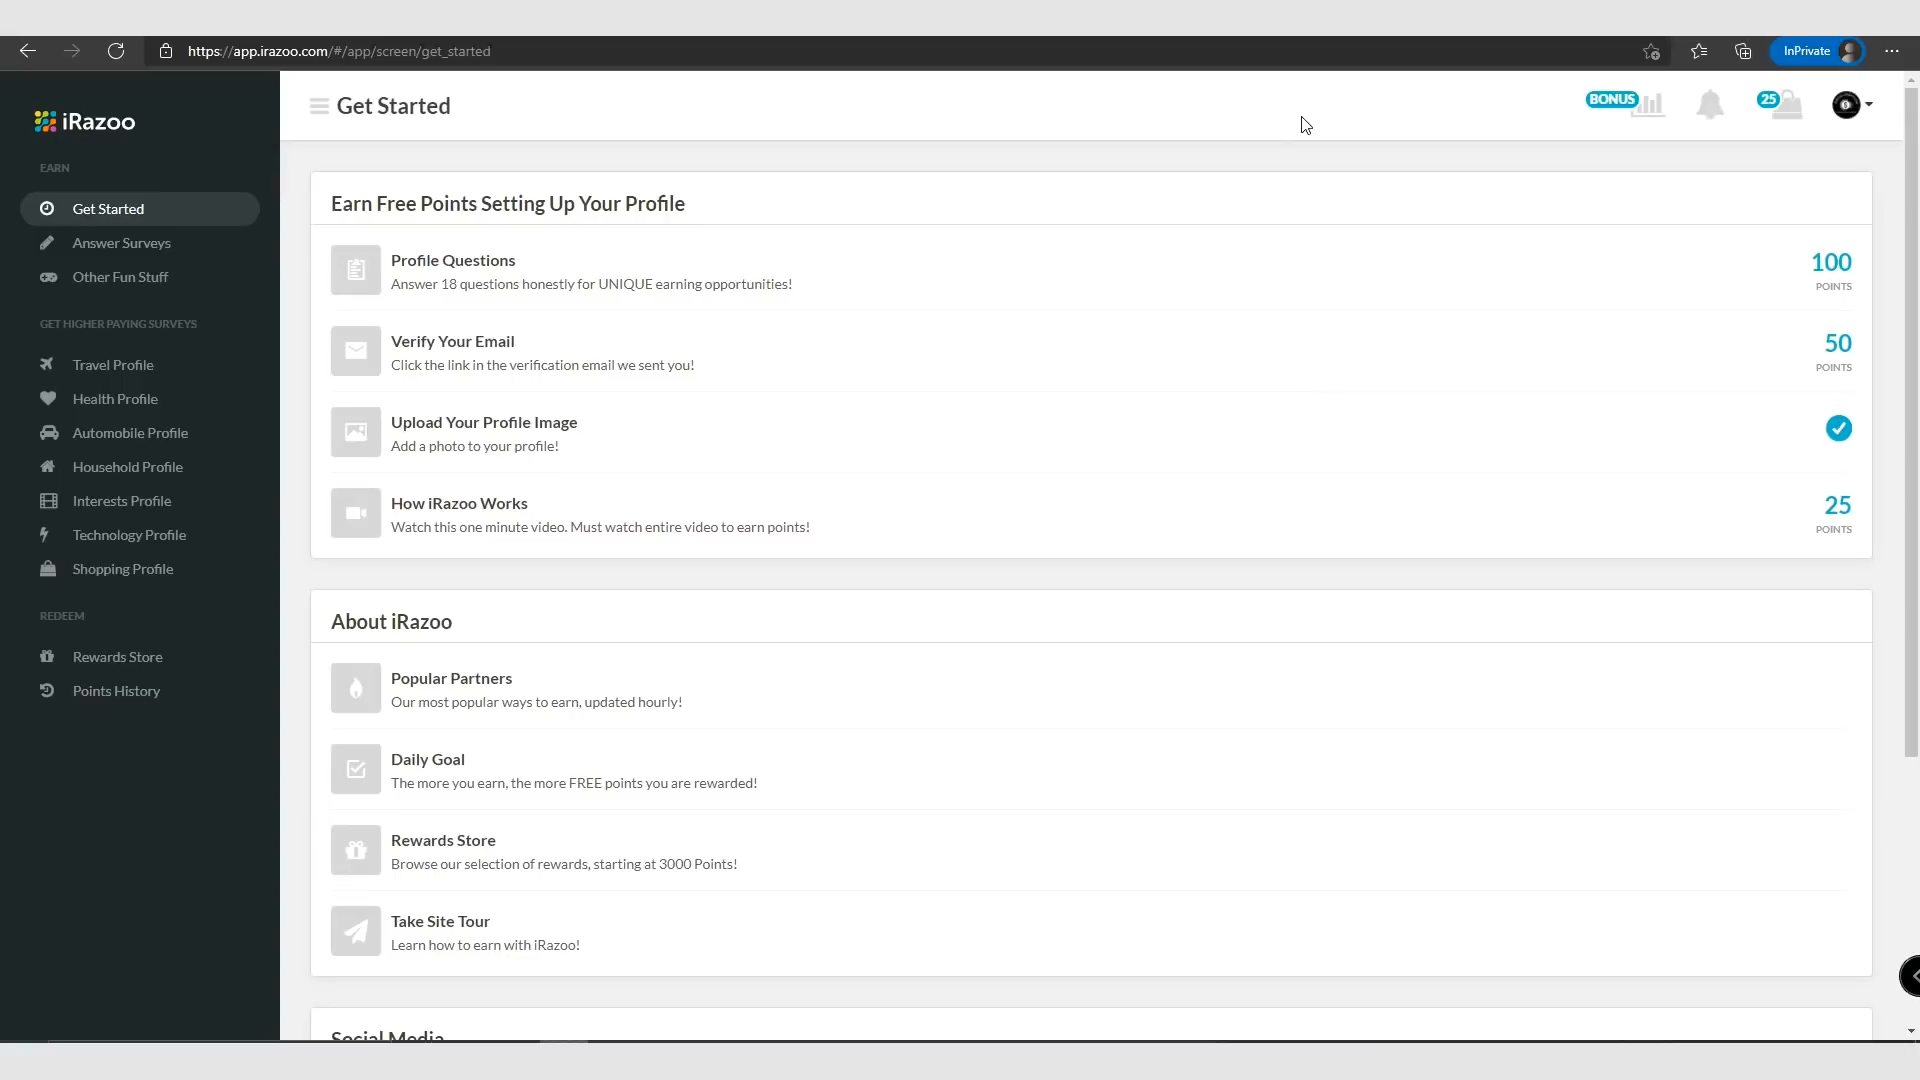 https://app.irazoo.com/#/app/screen/get_started
InPrivate
iRazoo
EARN
Get Started
Answer Surveys
Other Fun Stuff
GET HIGHER PAYING SURVEYS
Travel Profile
Health Profile
Automobile Profile
Household Profile
Interests Profile
Technology Profile
Shopping Profile
REDEEM
Rewards Store
Points History
Get Started
BONUS
25
Earn Free Points Setting Up Your Profile
Profile Questions
Answer 18 questions honestly for UNIQUE earning opportunities!
100
POINTS
Verify Your Email
Click the link in the verification email we sent you!
50
POINTS
Upload Your Profile Image
Add a photo to your profile!
How iRazoo Works
Watch this one minute video. Must watch entire video to earn points!
25
POINTS
About iRazoo
Popular Partners
Our most popular ways to earn, updated hourly!
Daily Goal
The more you earn, the more FREE points you are rewarded!
Rewards Store
Browse our selection of rewards, starting at 3000 Points!
Take Site Tour
Learn how to earn with iRazoo!
Social Media